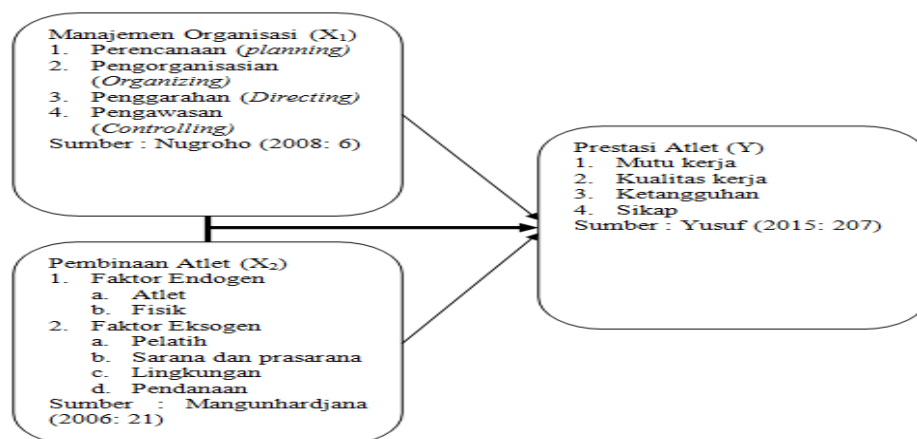 Manajemen Organisasi (X₁)
1. Perencanaan (planning)
2. Pengorganisasian
(Organizing)
3. Penggarahan (Directing)
4. Pengawasan
(Controlling)
Sumber : Nugroho (2008: 6)
Pembinaan Atlet (X₂)
1. Faktor Endogen
a. Atlet
b. Fisik
2. Faktor Eksogen
a. Pelatih
b. Sarana dan prasarana
c. Lingkungan
d. Pendanaan
Sumber : Mangunhardjana
(2006: 21)
Prestasi Atlet (Y)
1. Mutu kerja
2. Kualitas kerja
3. Ketangguhan
4. Sikap
Sumber : Yusuf (2015: 207)